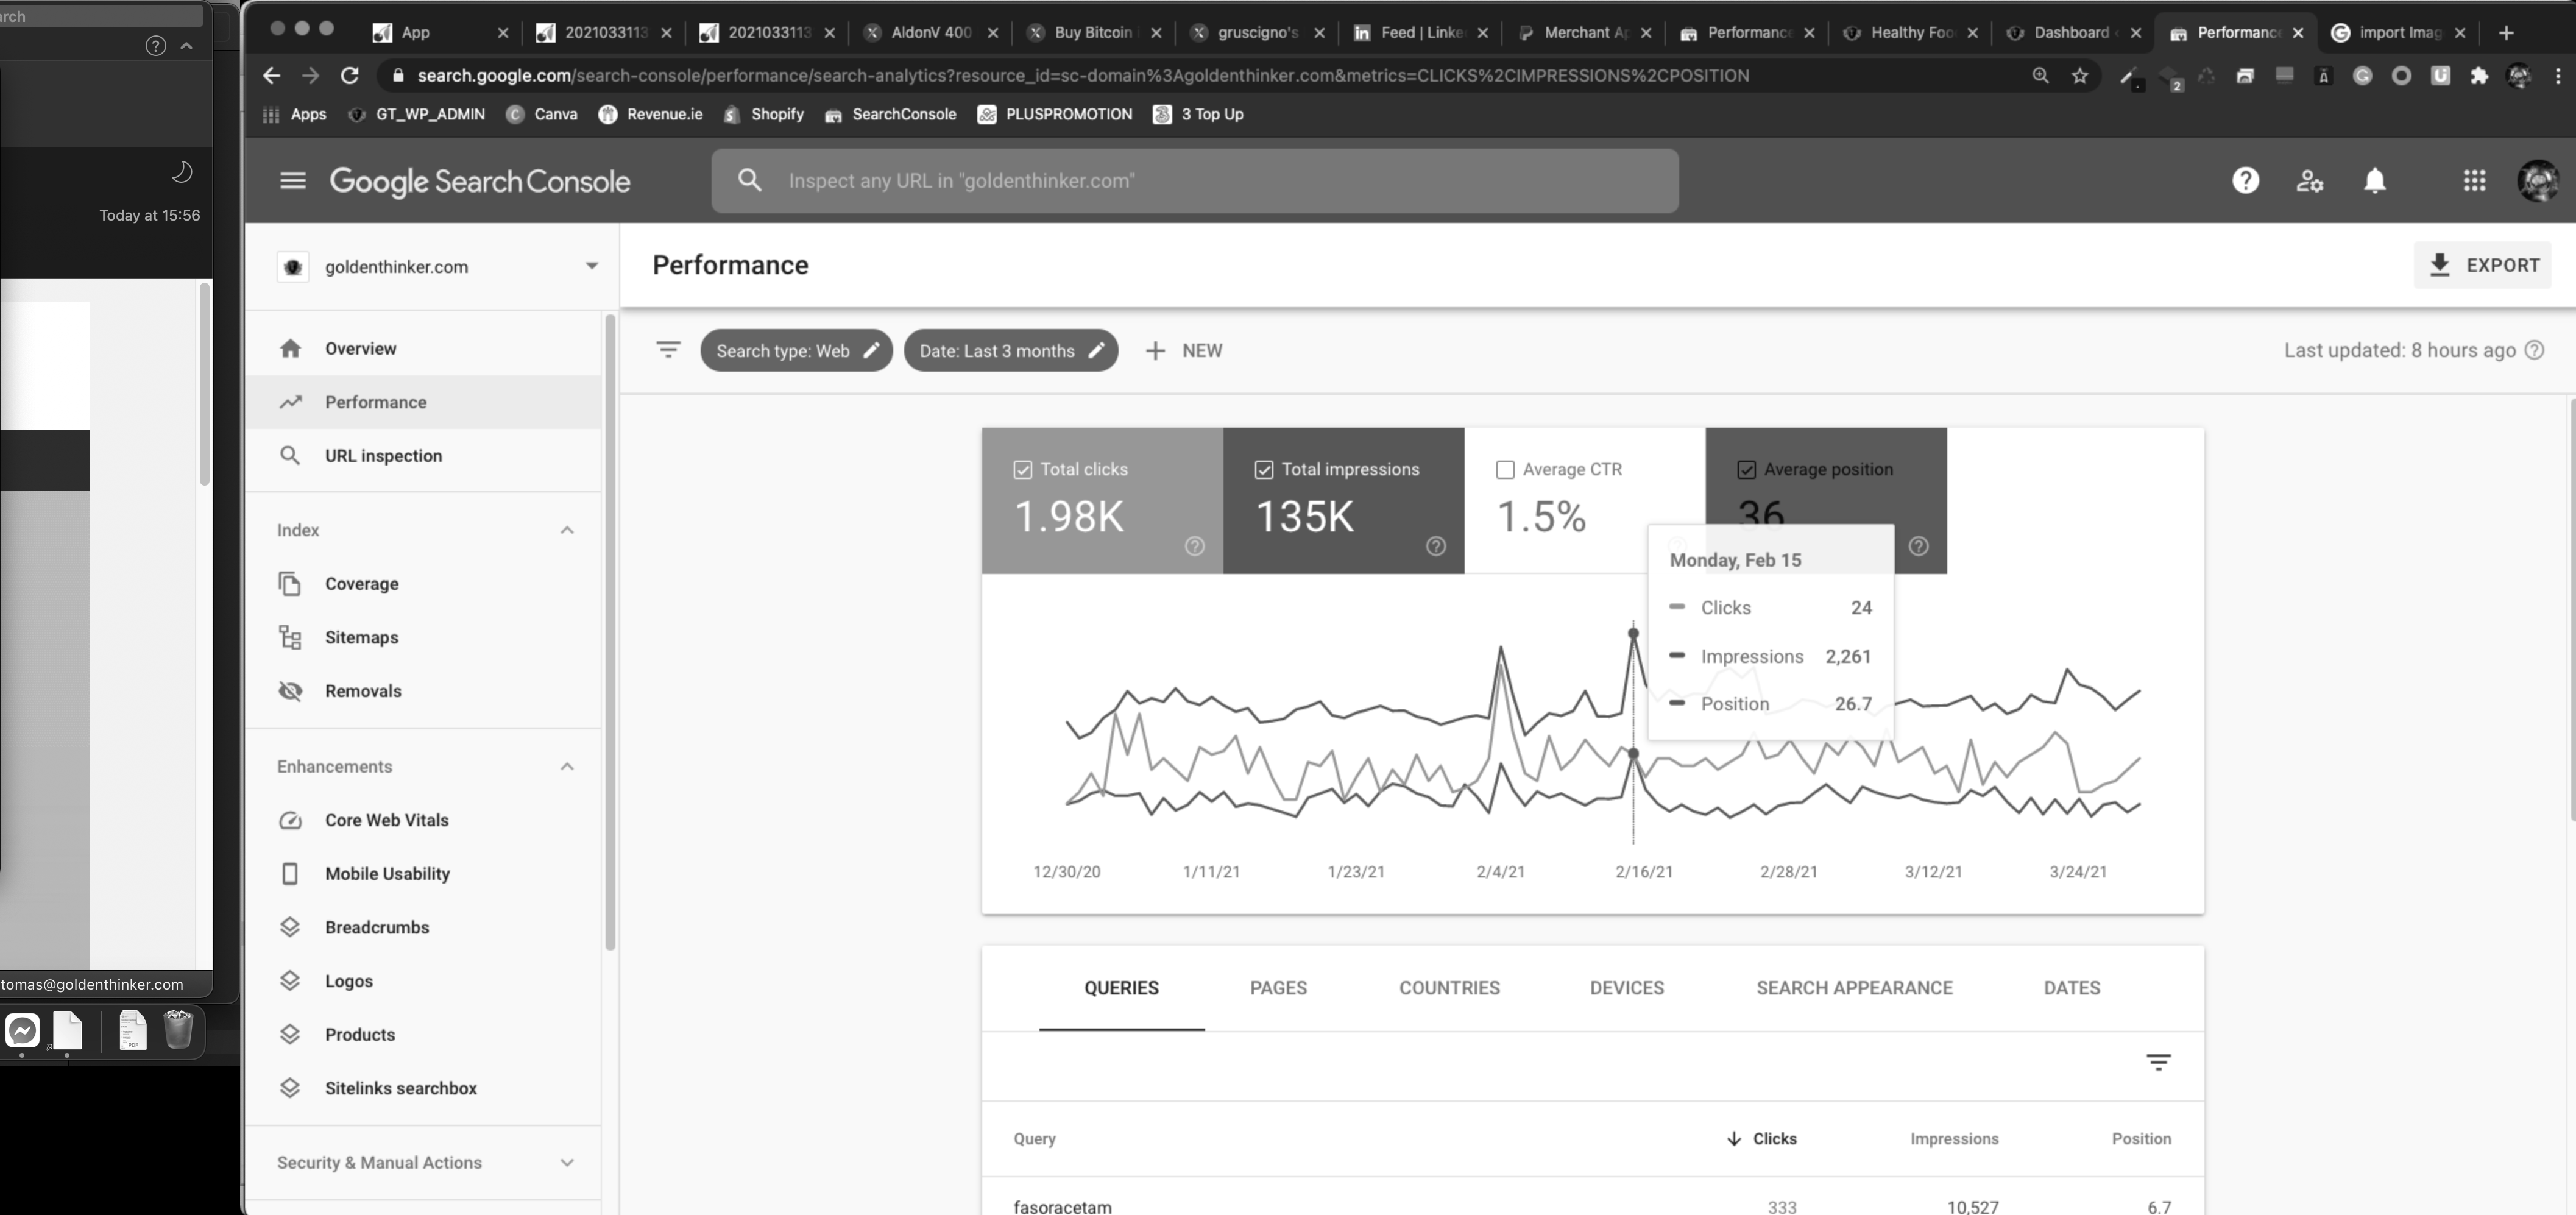 arch
Today at 15:56
tomas@goldenthinker.com
PDF
App
2021033113
2021033113
AldonV 400
Buy Bitcoin
gruscigno's
Feed | Linke
Merchant Ap
Performance
Healthy Foo
Dashboard
Performance
import Imag
search.google.com/search-console/performance/search-analytics?resource_id=sc-domain%3Agoldenthinker.com&metrics=CLICKS%2CIMPRESSIONS%2CPOSITION
2
Apps
GT_WP_ADMIN
Canva
Revenue.ie
Shopify
SearchConsole
PLUSPROMOTION
3 Top Up
Google Search Console
Inspect any URL in "goldenthinker.com"
goldenthinker.com
Performance
EXPORT
Overview
Performance
URL inspection
Index
Coverage
Sitemaps
Removals
Enhancements
Core Web Vitals
Mobile Usability
Breadcrumbs
Logos
Products
Sitelinks searchbox
Security & Manual Actions
Search type: Web
Date: Last 3 months
NEW
Last updated: 8 hours ago
Total clicks
1.98K
Total impressions
135K
Average CTR
1.5%
Average position
36
Monday, Feb 15
Clicks 24
Impressions 2,261
Position 26.7
12/30/20 1/11/21 1/23/21 2/4/21 2/16/21 2/28/21 3/12/21 3/24/21
QUERIES PAGES COUNTRIES DEVICES SEARCH APPEARANCE DATES
Query Clicks Impressions Position
fasoracetam 333 10,527 6.7